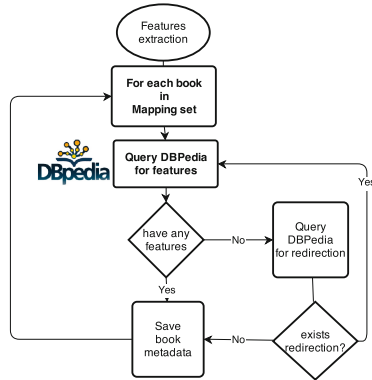 Features
extraction
For each book
in
Mapping set
DBpedia
Query DBPedia
for features
Yes
have any
features
No
Query
DBPedia
for redirection
Yes
Save
book
metadata
No
exists
redirection?